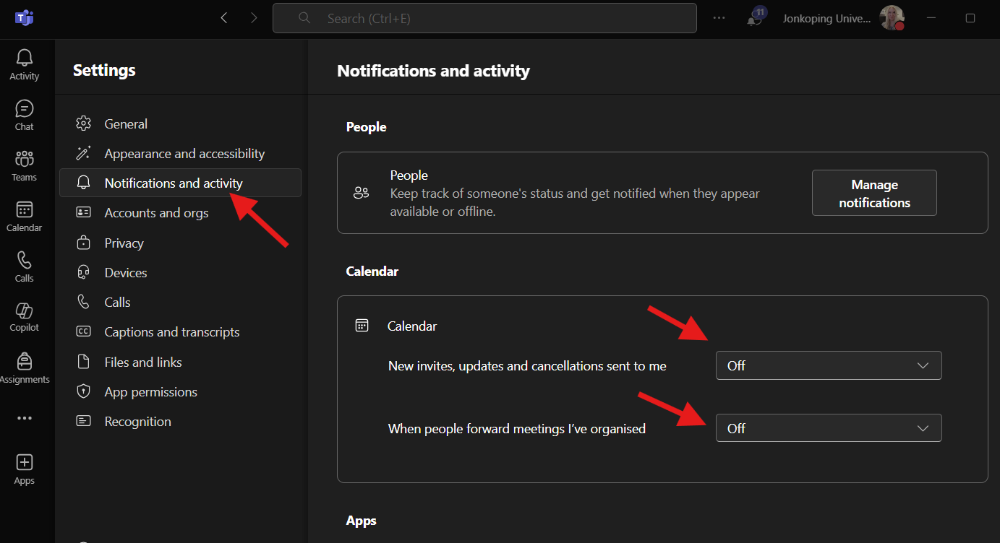 T
Search (Ctrl+E)
...
11
Jonkoping Unive...
Activity
Chat
Teams
Calendar
Calls
Copilot
Assignments
Apps
Settings
General
Appearance and accessibility
Notifications and activity
Accounts and orgs
Privacy
Devices
Calls
CC
Captions and transcripts
Files and links
App permissions
Recognition
Notifications and activity
People
People
Keep track of someone's status and get notified when they appear
available or offline.
Manage
notifications
Calendar
Calendar
New invites, updates and cancellations sent to me
Off
When people forward meetings I’ve organised
Off
Apps